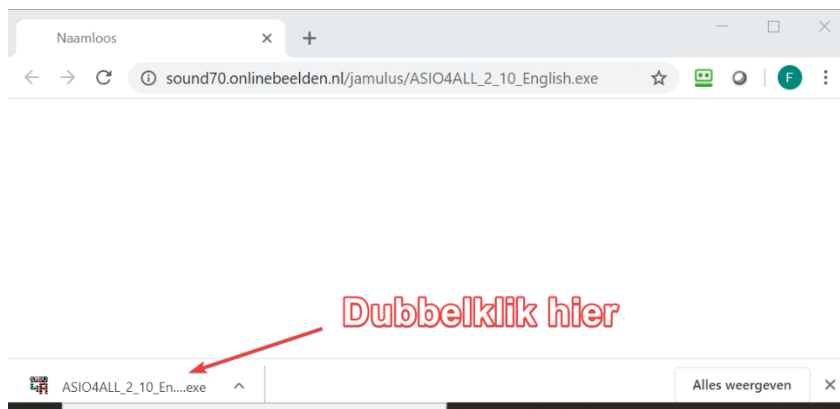 Naamloos
sound70.onlinebeelden.nl/jamulus/ASIO4ALL_2_10_English.exe
F
Dubbelklik hier
ASIO4ALL_2_10_En....exe
Alles weergeven